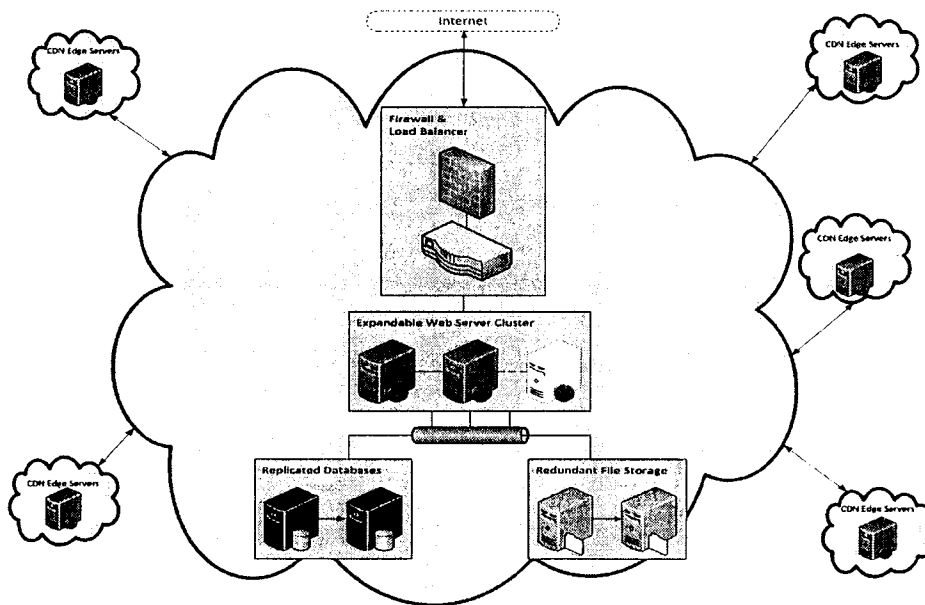 Internet
CDN Edge Servers
CDN Edge Servers
Firewall &
Load Balancer
CDN Edge Servers
Expandable Web Server Cluster
Replicated Databases
Redundant File Storage
CDN Edge Servers
CDN Edge Servers